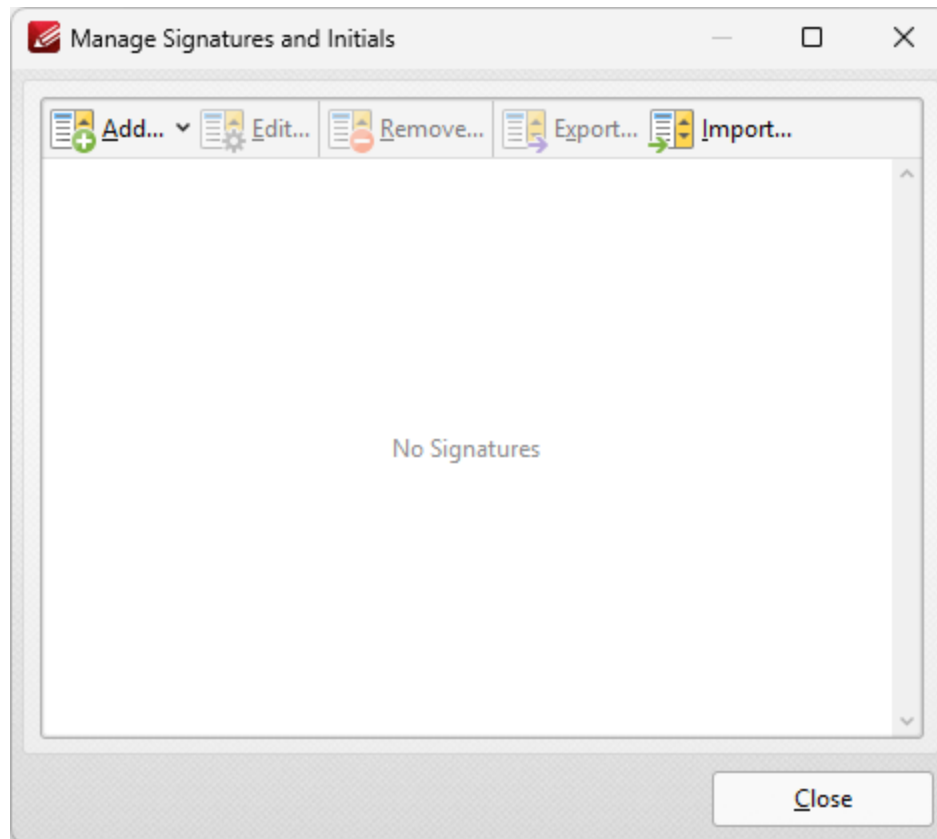 Manage Signatures and Initials
Add... Edit... Remove... Export... Import...
No Signatures
Close